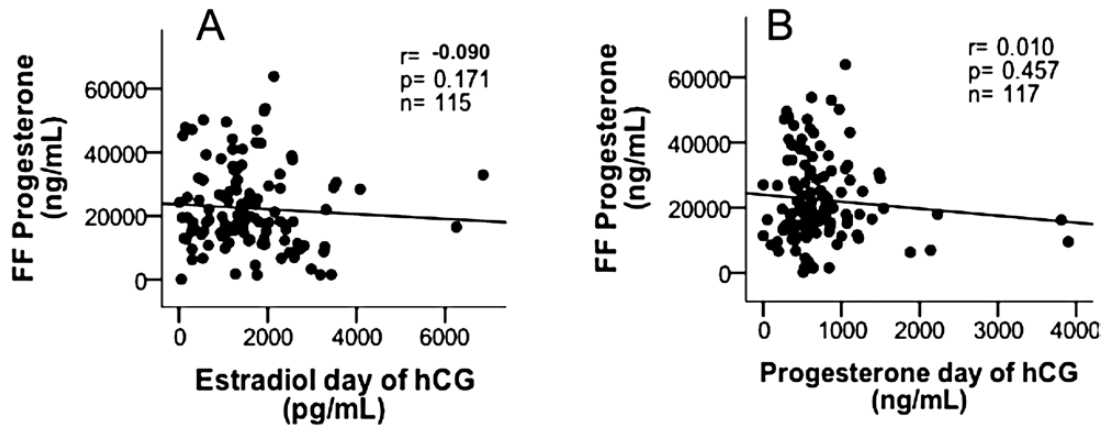 A
r= -0.090
p= 0.171
n= 115
FF Progesterone
(ng/mL)
60000
40000
20000
0
0 2000 4000 6000
Estradiol day of hCG
(pg/mL)
B
r= 0.010
p= 0.457
n= 117
FF Progesterone
(ng/mL)
60000
40000
20000
0
0 1000 2000 3000 4000
Progesterone day of hCG
(ng/mL)